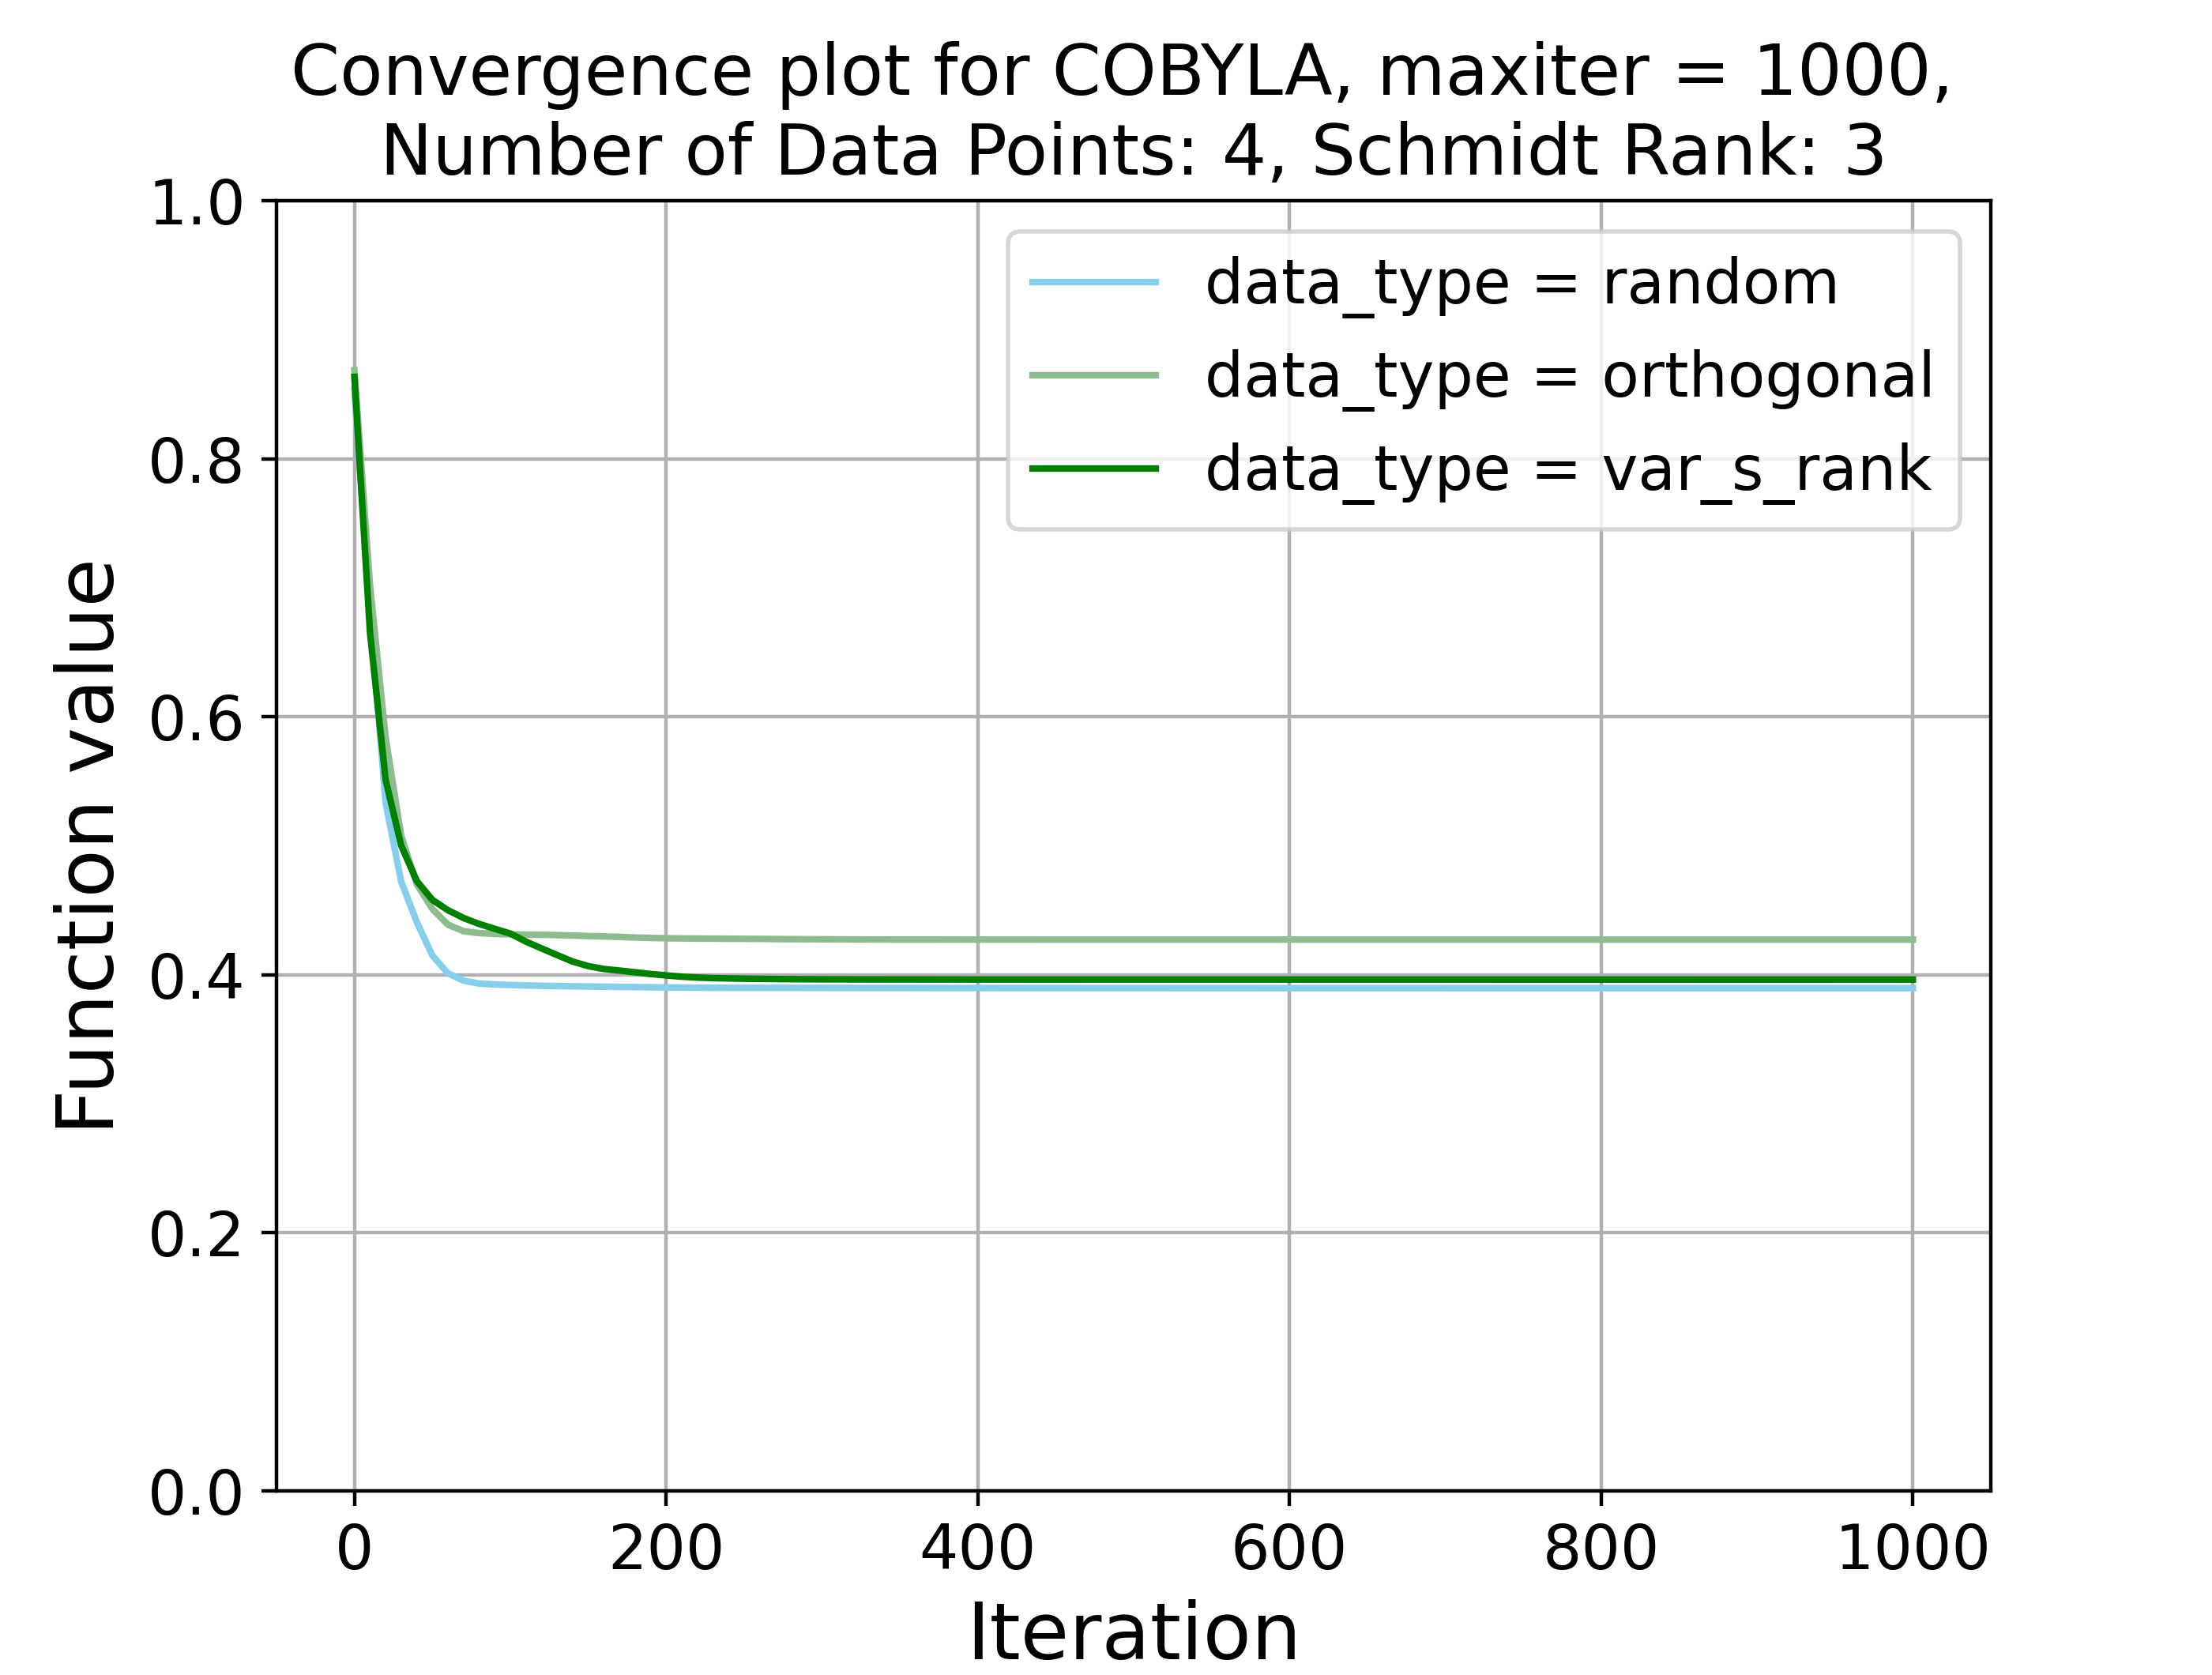 Convergence plot for COBYLA, maxiter = 1000,
Number of Data Points: 4, Schmidt Rank: 3
1.0
0.8
0.6
0.4
0.2
0.0
Function value
data_type = random
data_type = orthogonal
data_type = var_s_rank
0 200 400 600 800 1000
Iteration